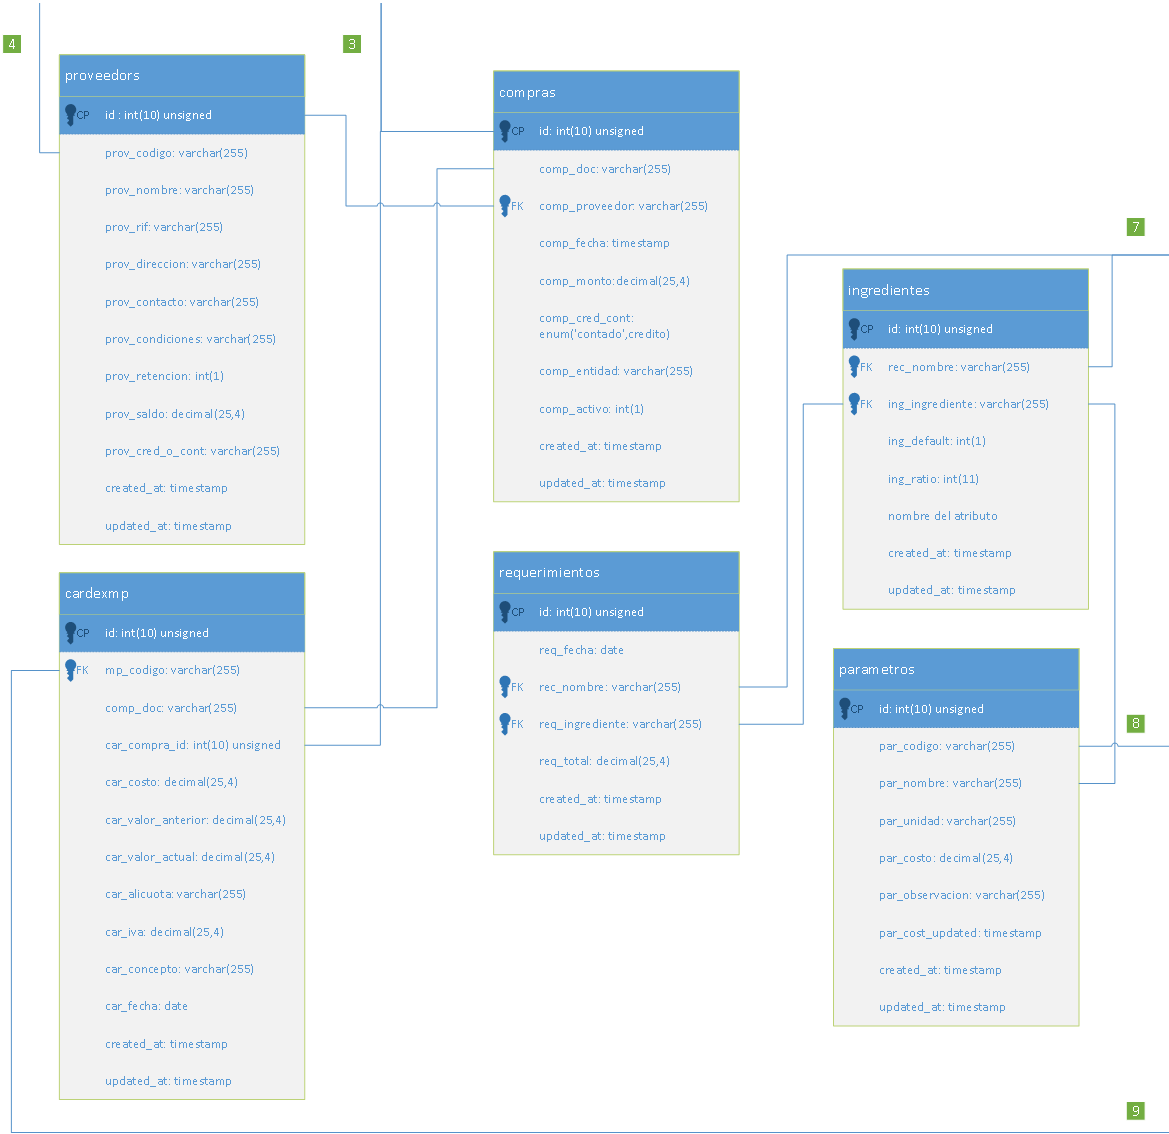 4
3
proveedors
CP id : int(10) unsigned
prov_codigo: varchar(255)
prov_nombre: varchar(255)
prov_rif: varchar(255)
prov_direccion: varchar(255)
prov_contacto: varchar(255)
prov_condiciones: varchar(255)
prov_retencion: int(1)
prov_saldo: decimal(25,4)
prov_cred_o_cont: varchar(255)
created_at: timestamp
updated_at: timestamp
compras
CP id: int(10) unsigned
comp_doc: varchar(255)
FK comp_proveedor: varchar(255)
comp_fecha: timestamp
comp_monto: decimal(25,4)
comp_cred_cont:
enum('contado',credito)
comp_entidad: varchar(255)
comp_activo: int(1)
created_at: timestamp
updated_at: timestamp
7
ingredientes
CP id: int(10) unsigned
FK rec_nombre: varchar(255)
FK ing_ingrediente: varchar(255)
ing_default: int(1)
ing_ratio: int(11)
nombre del atributo
created_at: timestamp
updated_at: timestamp
cardexmp
CP id: int(10) unsigned
FK mp_codigo: varchar(255)
comp_doc: varchar(255)
car_compra_id: int(10) unsigned
car_costo: decimal(25,4)
car_valor_anterior: decimal(25,4)
car_valor_actual: decimal(25,4)
car_alicuota: varchar(255)
car_iva: decimal(25,4)
car_concepto: varchar(255)
car_fecha: date
created_at: timestamp
updated_at: timestamp
requerimientos
CP id: int(10) unsigned
req_fecha: date
FK rec_nombre: varchar(255)
FK req_ingrediente: varchar(255)
req_total: decimal(25,4)
created_at: timestamp
updated_at: timestamp
parametros
CP id: int(10) unsigned
par_codigo: varchar(255)
par_nombre: varchar(255)
par_unidad: varchar(255)
par_costo: decimal(25,4)
par_observacion: varchar(255)
par_cost_updated: timestamp
created_at: timestamp
updated_at: timestamp
8
9